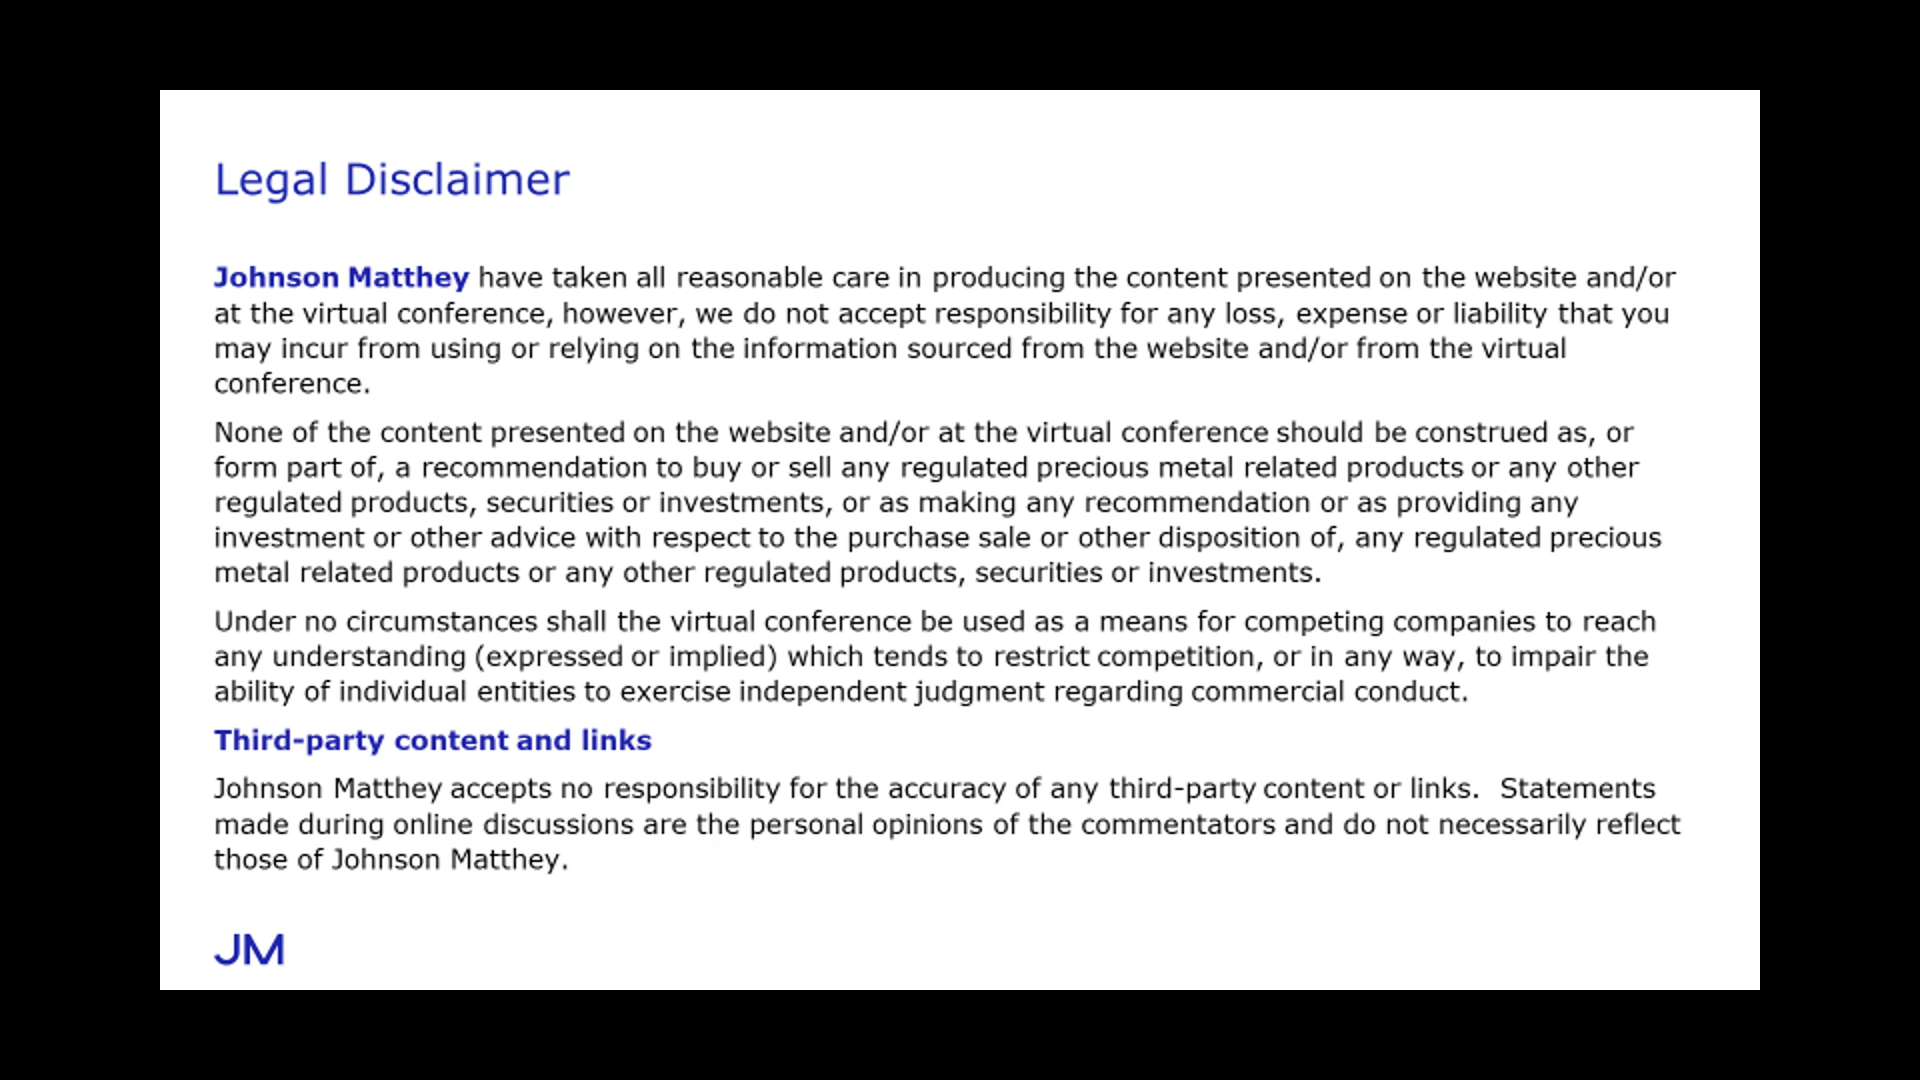 Legal Disclaimer
Johnson Matthey have taken all reasonable care in producing the content presented on the website and/or
at the virtual conference, however, we do not accept responsibility for any loss, expense or liability that you
may incur from using or relying on the information sourced from the website and/or from the virtual
conference.
None of the content presented on the website and/or at the virtual conference should be construed as, or
form part of, a recommendation to buy or sell any regulated precious metal related products or any other
regulated products, securities or investments, or as making any recommendation or as providing any
investment or other advice with respect to the purchase sale or other disposition of, any regulated precious
metal related products or any other regulated products, securities or investments.
Under no circumstances shall the virtual conference be used as a means for competing companies to reach
any understanding (expressed or implied) which tends to restrict competition, or in any way, to impair the
ability of individual entities to exercise independent judgment regarding commercial conduct.
Third-party content and links
Johnson Matthey accepts no responsibility for the accuracy of any third-party content or links.  Statements
made during online discussions are the personal opinions of the commentators and do not necessarily reflect
those of Johnson Matthey.
JM